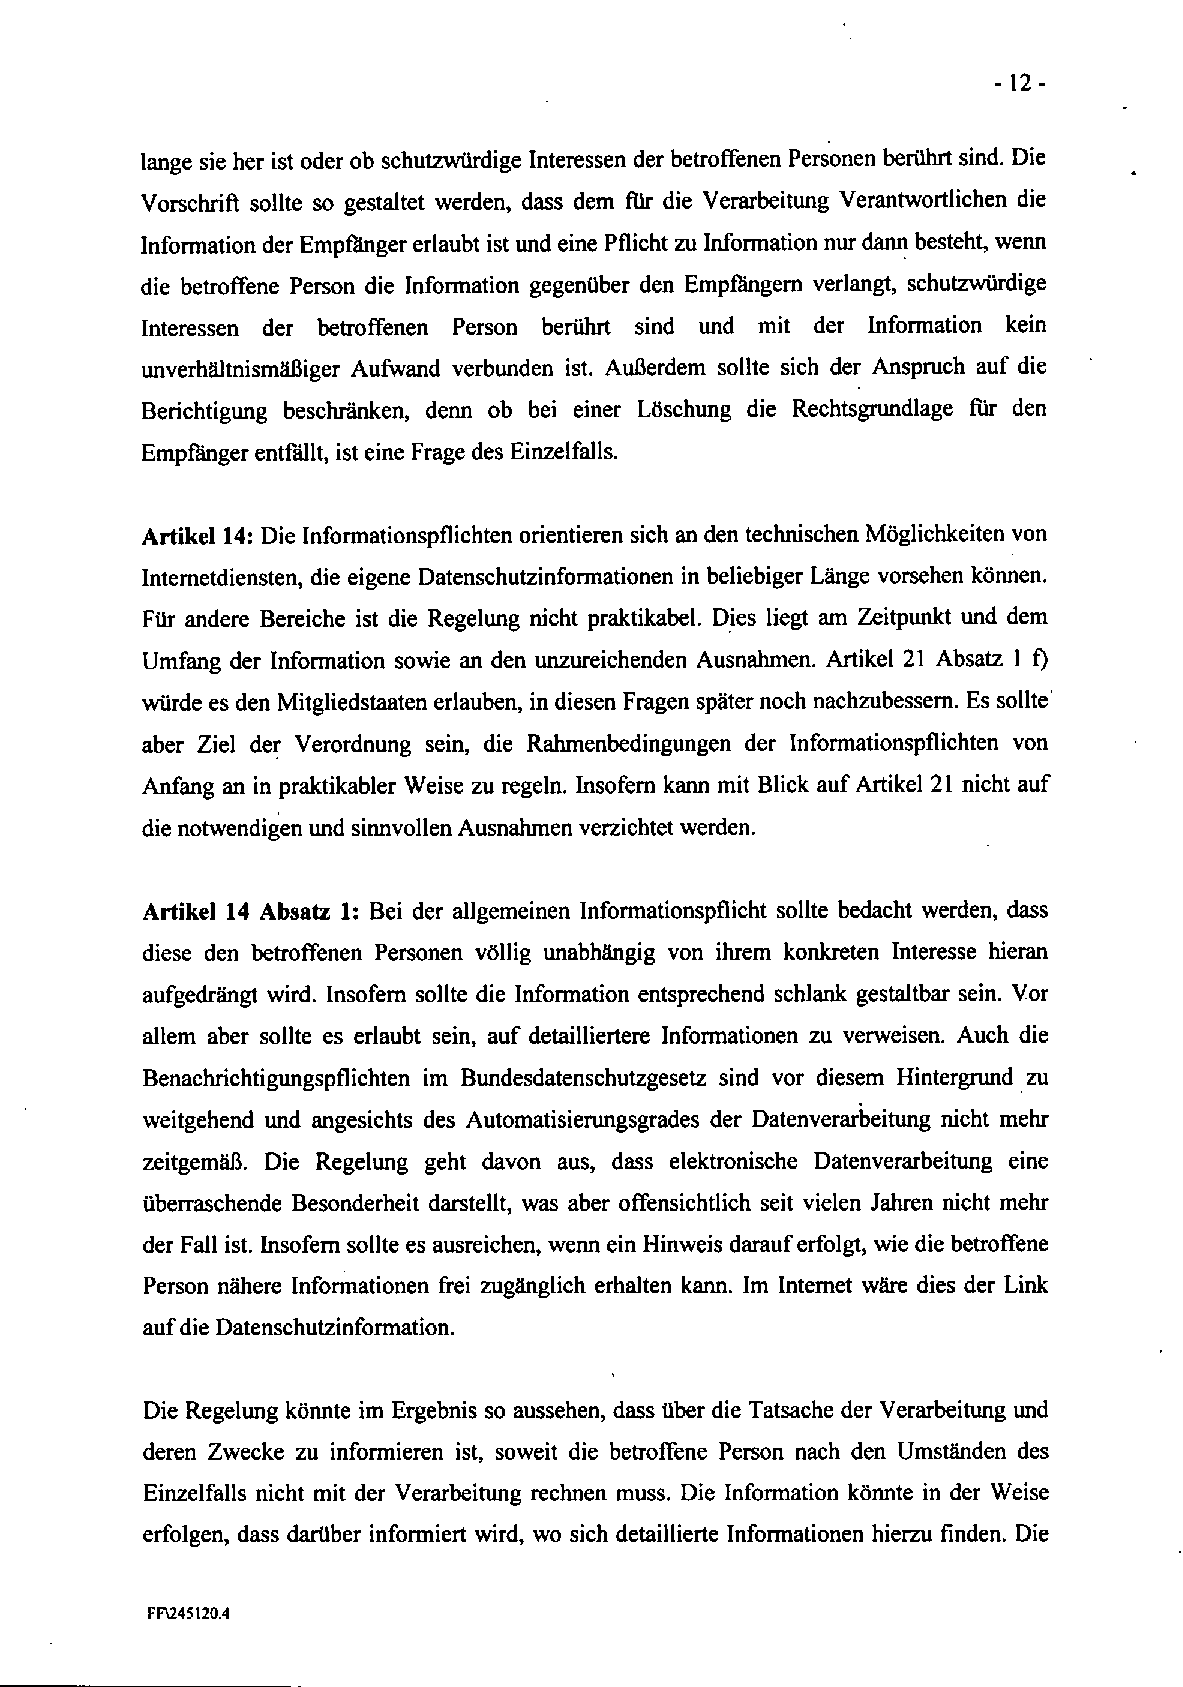 - 12 -
lange sie her ist oder ob schutzwürdige Interessen der betroffenen Personen berührt sind. Die
Vorschrift sollte so gestaltet werden, dass dem für die Verarbeitung Verantwortlichen die
Information der Empfänger erlaubt ist und eine Pflicht zu Information nur dann besteht, wenn
die betroffene Person die Information gegenüber den Empfängern verlangt, schutzwürdige
Interessen der betroffenen Person berührt sind und mit der Information kein
unverhältnismäßiger Aufwand verbunden ist. Außerdem sollte sich der Anspruch auf die
Berichtigung beschränken, denn ob bei einer Löschung die Rechtsgrundlage für den
Empfänger entfällt, ist eine Frage des Einzelfalls.
Artikel 14: Die Informationspflichten orientieren sich an den technischen Möglichkeiten von
Internetdiensten, die eigene Datenschutzinformationen in beliebiger Länge vorsehen können.
Für andere Bereiche ist die Regelung nicht praktikabel. Dies liegt am Zeitpunkt und dem
Umfang der Information sowie an den unzureichenden Ausnahmen. Artikel 21 Absatz 1 f)
würde es den Mitgliedstaaten erlauben, in diesen Fragen später noch nachzubessern. Es sollte
aber Ziel der Verordnung sein, die Rahmenbedingungen der Informationspflichten von
Anfang an in praktikabler Weise zu regeln. Insofern kann mit Blick auf Artikel 21 nicht auf
die notwendigen und sinnvollen Ausnahmen verzichtet werden.
Artikel 14 Absatz 1: Bei der allgemeinen Informationspflicht sollte bedacht werden, dass
diese den betroffenen Personen völlig unabhängig von ihrem konkreten Interesse hieran
aufgedrängt wird. Insofern sollte die Information entsprechend schlank gestaltbar sein. Vor
allem aber sollte es erlaubt sein, auf detailliertere Informationen zu verweisen. Auch die
Benachrichtigungspflichten im Bundesdatenschutzgesetz sind vor diesem Hintergrund zu
weitgehend und angesichts des Automatisierungsgrades der Datenverarbeitung nicht mehr
zeitgemäß. Die Regelung geht davon aus, dass elektronische Datenverarbeitung eine
überraschende Besonderheit darstellt, was aber offensichtlich seit vielen Jahren nicht mehr
der Fall ist. Insofern sollte es ausreichen, wenn ein Hinweis darauf erfolgt, wie die betroffene
Person nähere Informationen frei zugänglich erhalten kann. Im Internet wäre dies der Link
auf die Datenschutzinformation.
Die Regelung könnte im Ergebnis so aussehen, dass über die Tatsache der Verarbeitung und
deren Zwecke zu informieren ist, soweit die betroffene Person nach den Umständen des
Einzelfalls nicht mit der Verarbeitung rechnen muss. Die Information könnte in der Weise
erfolgen, dass darüber informiert wird, wo sich detaillierte Informationen hierzu finden. Die
FF\245120.4